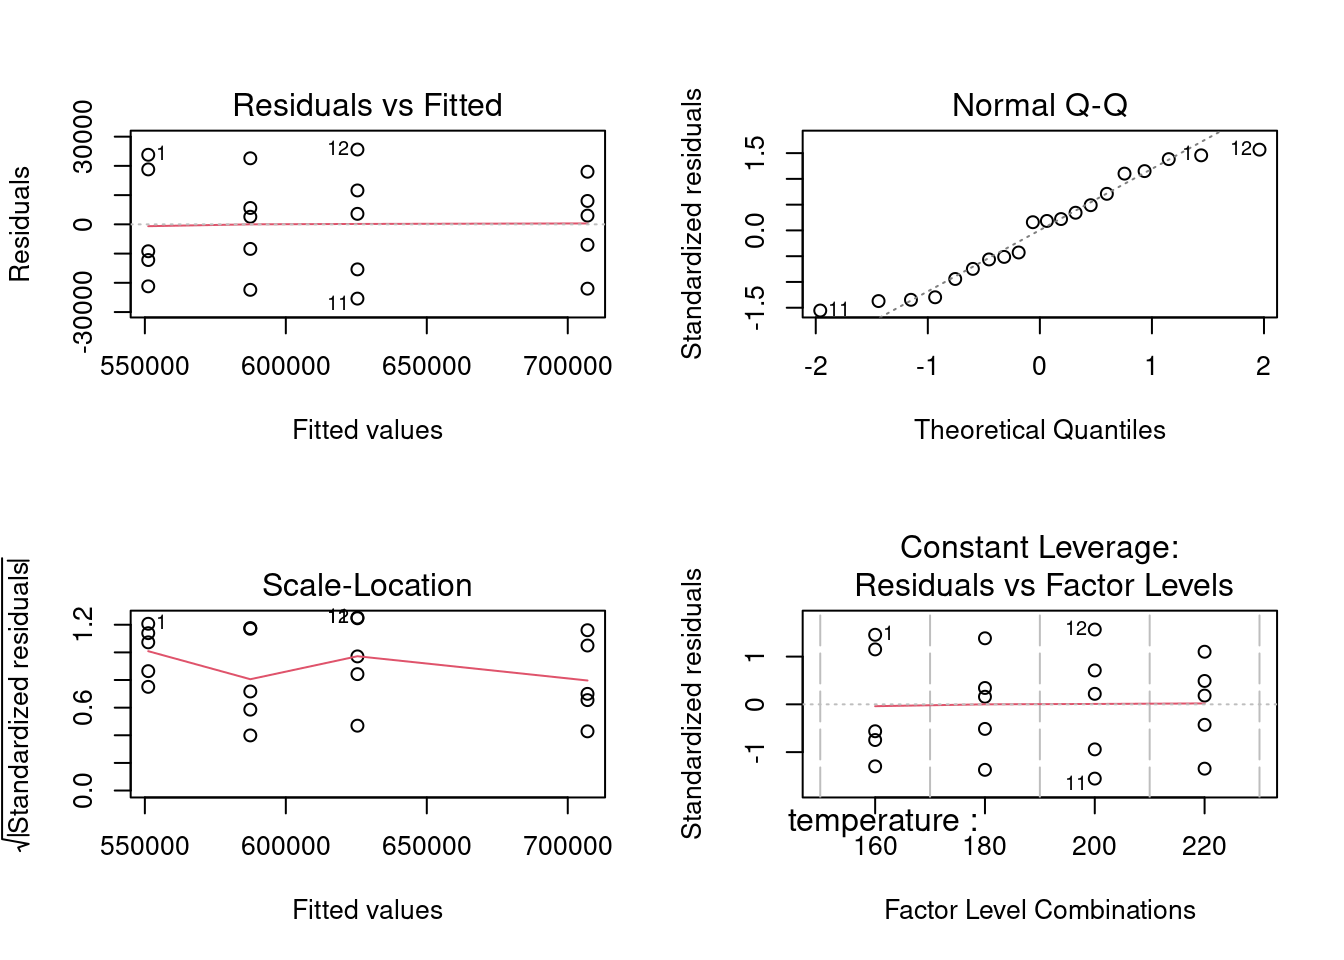 Residuals vs Fitted
Residuals
-30000 0 30000
1
12
11
550000 600000 650000 700000
Fitted values
Normal Q-Q
Standardized residuals
-1.5 0.0 1.5
1
12
11
-2 -1 0 1 2
Theoretical Quantiles
Scale-Location
√|Standardized residuals|
0.0 0.6 1.2
1
12
550000 600000 650000 700000
Fitted values
Constant Leverage:
Residuals vs Factor Levels
Standardized residuals
-1 0 1
1
12
11
temperature :
160 180 200 220
Factor Level Combinations